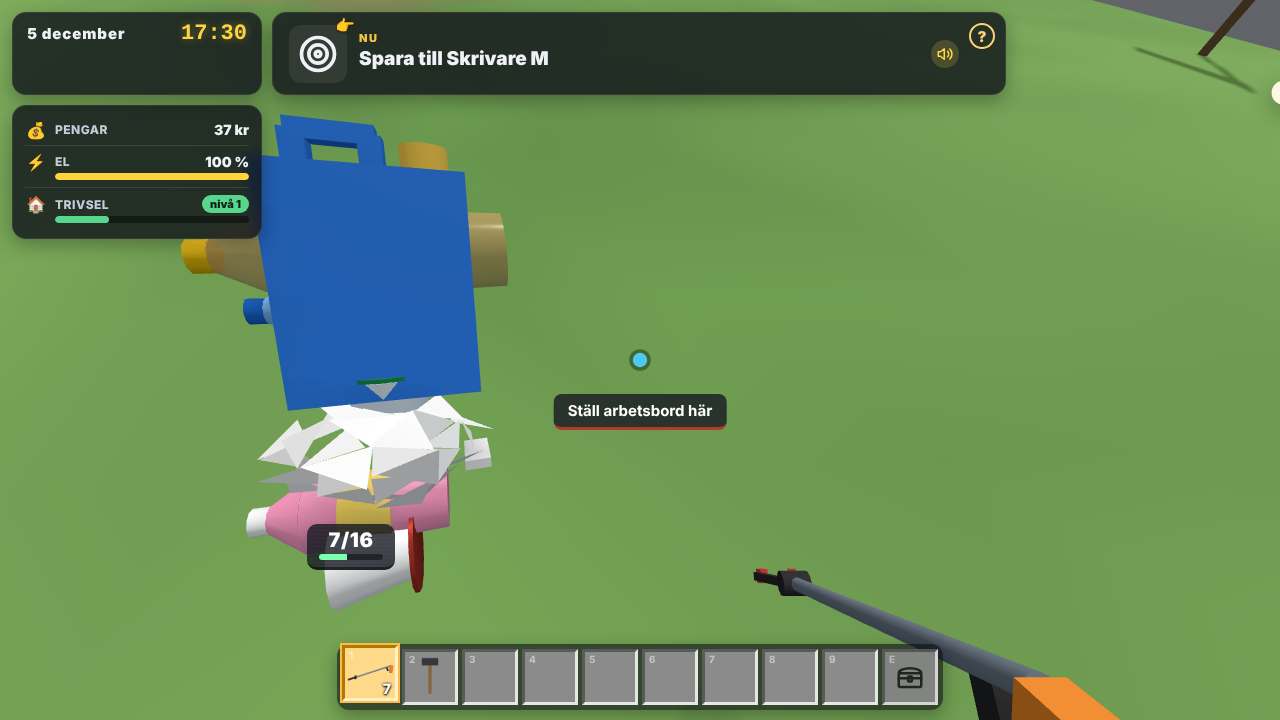 5 december
17:30
NU
Spara till Skrivare M
?
PENGAR
37 kr
EL
100 %
TRIVSEL
nivå 1
Ställ arbetsbord här
7/16
1
7
2
3
4
5
6
7
8
9
E